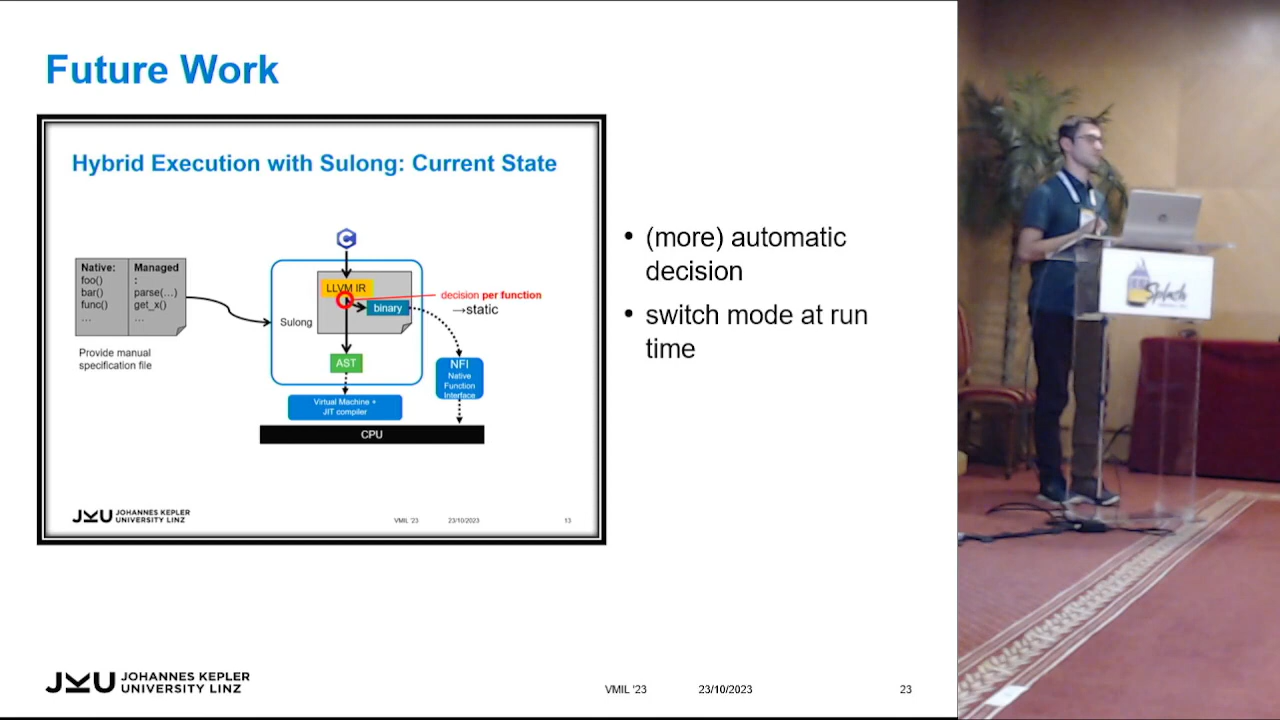 Future Work
Hybrid Execution with Sulong: Current State
C
Native:
foo()
bar()
func()
…
Managed
:
parse(…)
get_x()
…
Provide manual
specification file
Sulong
LLVM IR
binary
decision per function
→static
AST
NFI
Native
Function
Interface
Virtual Machine +
JIT compiler
CPU
JKU JOHANNES KEPLER
UNIVERSITY LINZ
VMIL '23
23/10/2023
13
• (more) automatic
decision
• switch mode at run
time
JKU JOHANNES KEPLER
UNIVERSITY LINZ
VMIL '23
23/10/2023
23
Splash